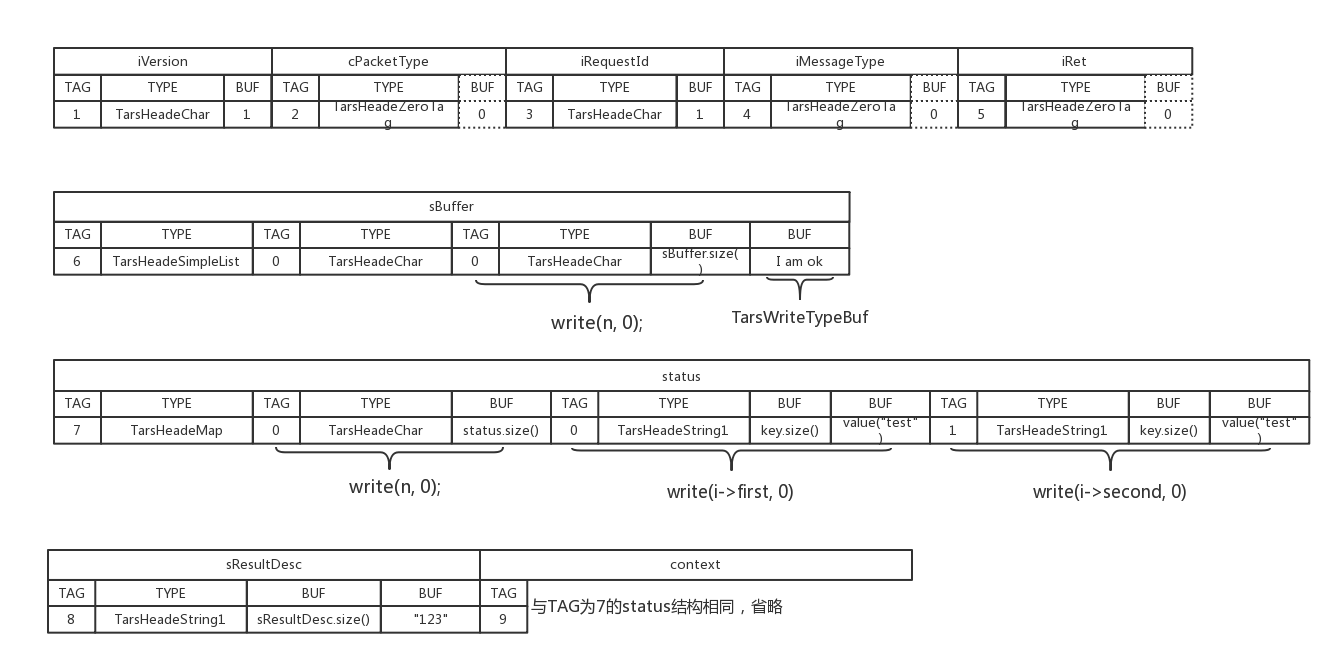 iVersion cPacketType iRequestId iMessageType iRet
TAG TYPE BUF TAG TYPE BUF TAG TYPE BUF TAG TYPE BUF TAG TYPE BUF
1 TarsHeadeChar 1 2 TarsHeadeZeroTa 0 3 TarsHeadeChar 1 4 TarsHeadeZeroTa 0 5 TarsHeadeZeroTa 0
g g g
sBuffer
TAG TYPE TAG TYPE TAG TYPE BUF BUF
6 TarsHeadeSimpleList 0 TarsHeadeChar 0 TarsHeadeChar sBuffer.size( I am ok
)
write(n, 0); TarsWriteTypeBuf
status
TAG TYPE TAG TYPE BUF TAG TYPE BUF BUF TAG TYPE BUF BUF
7 TarsHeadeMap 0 TarsHeadeChar status.size() 0 TarsHeadeString1 key.size() value("test" 1 TarsHeadeString1 key.size() value("test"
) )
write(n, 0); write(i->first, 0) write(i->second, 0)
sResultDesc context
TAG TYPE BUF BUF TAG
8 TarsHeadeString1 sResultDesc.size() "123" 9 与TAG为7的status结构相同，省略